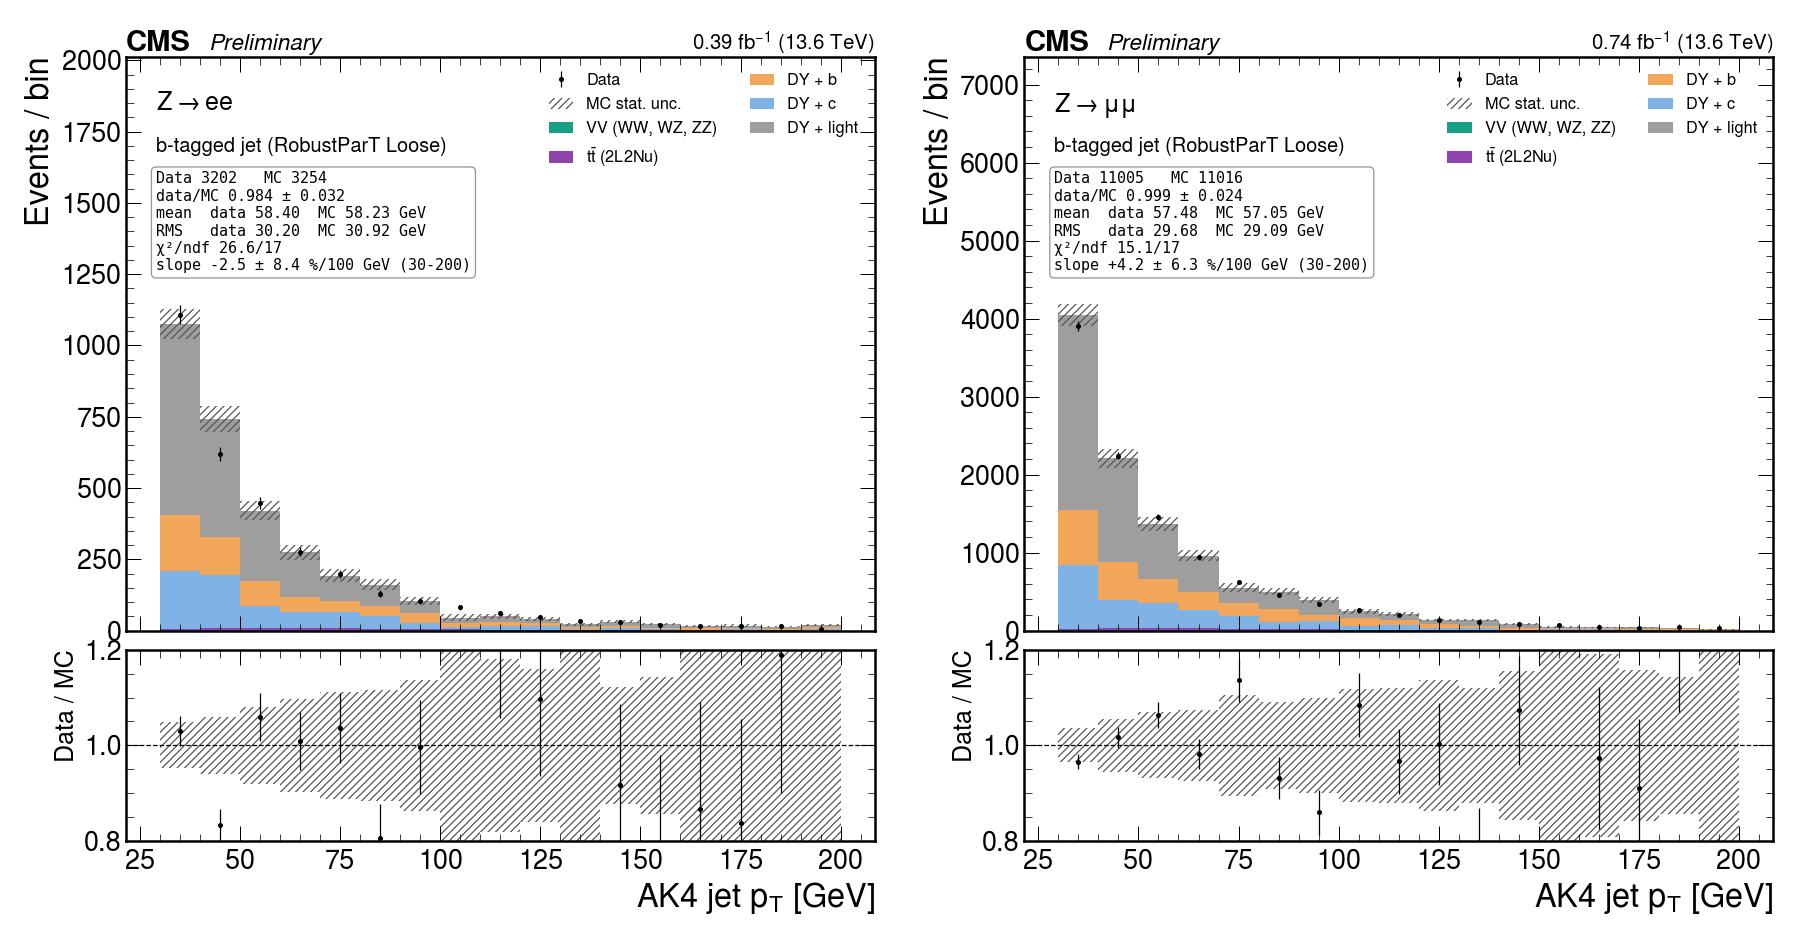 CMS Preliminary 0.39 fb⁻¹ (13.6 TeV)
Events / bin
2000
1750
1500
1250
1000
750
500
250
0
Z → ee
b-tagged jet (RobustParT Loose)
Data 3202 MC 3254
data/MC 0.984 ± 0.032
mean data 58.40 MC 58.23 GeV
RMS data 30.20 MC 30.92 GeV
χ²/ndf 26.6/17
slope -2.5 ± 8.4 %/100 GeV (30-200)
Data
MC stat. unc.
VV (WW, WZ, ZZ)
tt̄ (2L2Nu)
DY + b
DY + c
DY + light
Data / MC
1.2
1.0
0.8
25 50 75 100 125 150 175 200
AK4 jet p_T [GeV]
CMS Preliminary 0.74 fb⁻¹ (13.6 TeV)
Events / bin
7000
6000
5000
4000
3000
2000
1000
0
Z → μμ
b-tagged jet (RobustParT Loose)
Data 11005 MC 11016
data/MC 0.999 ± 0.024
mean data 57.48 MC 57.05 GeV
RMS data 29.68 MC 29.09 GeV
χ²/ndf 15.1/17
slope +4.2 ± 6.3 %/100 GeV (30-200)
Data
MC stat. unc.
VV (WW, WZ, ZZ)
tt̄ (2L2Nu)
DY + b
DY + c
DY + light
Data / MC
1.2
1.0
0.8
25 50 75 100 125 150 175 200
AK4 jet p_T [GeV]